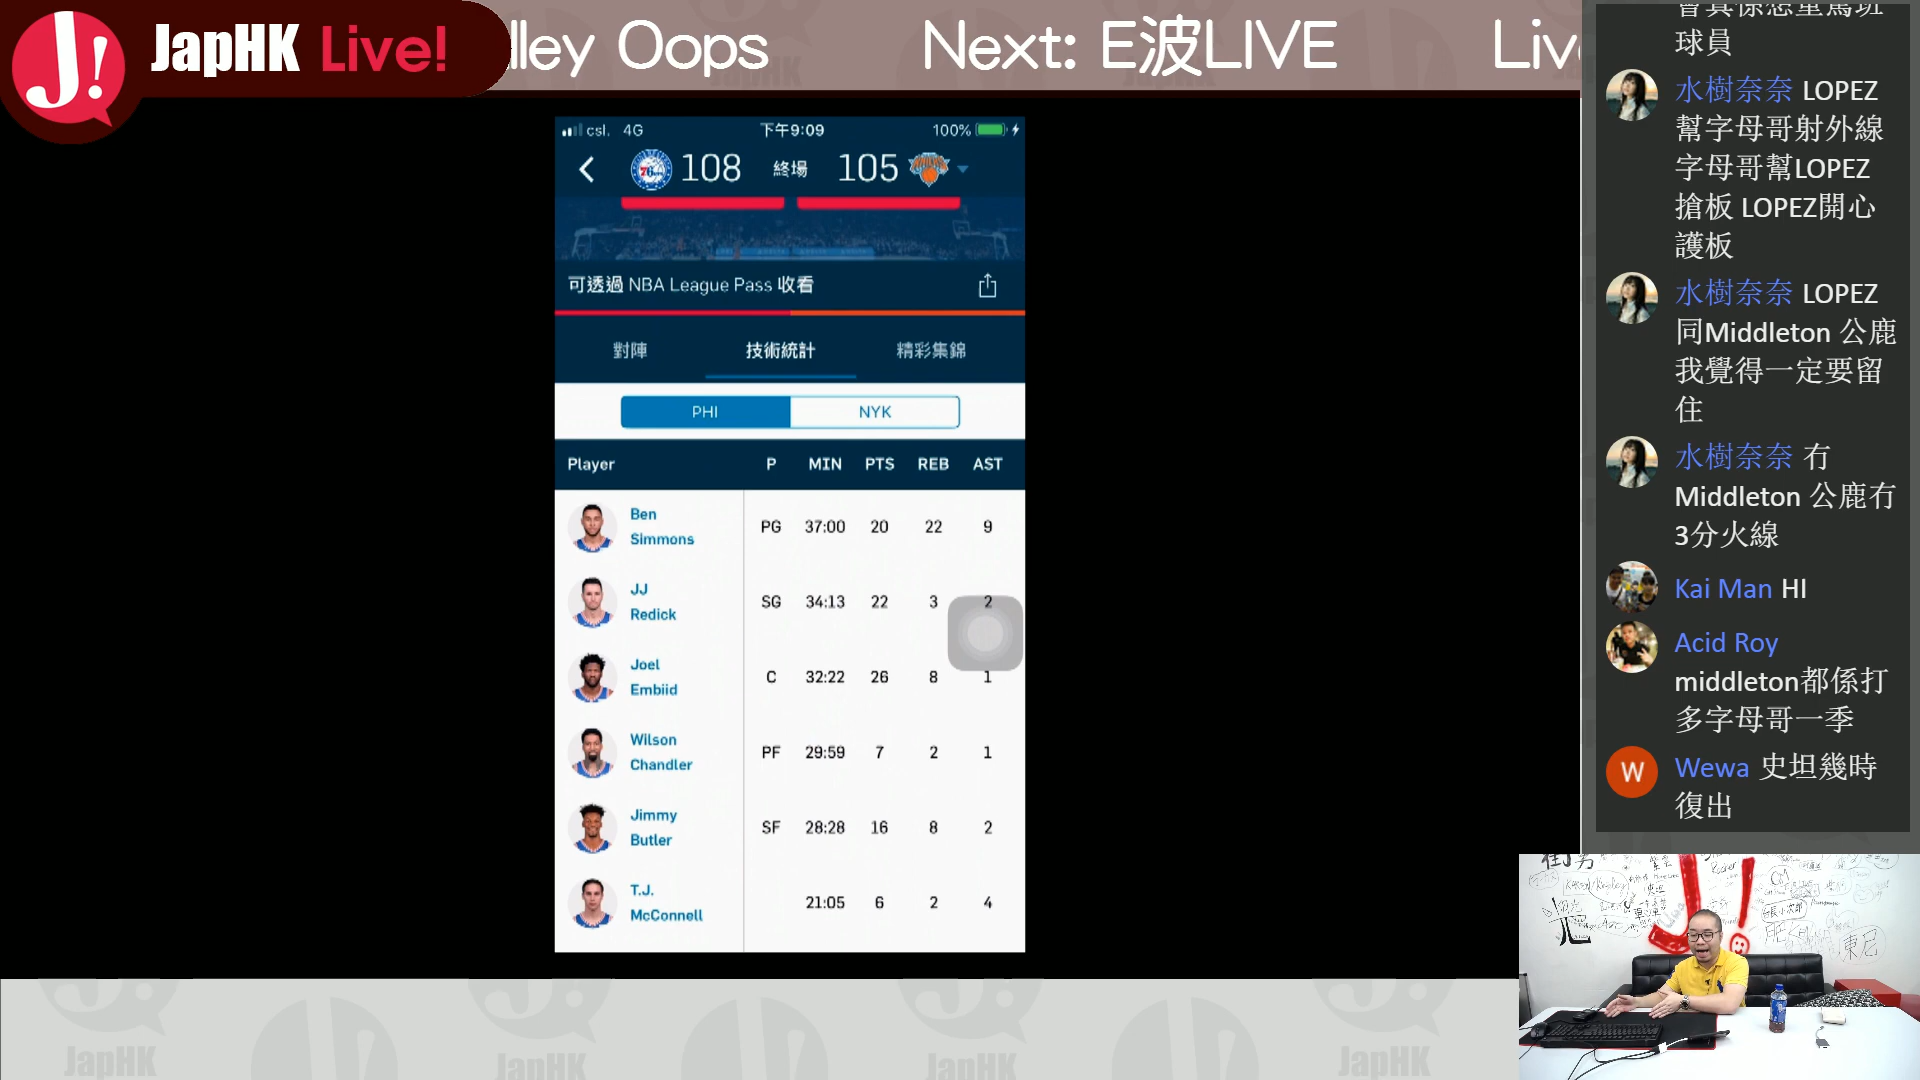 J! JapHK Live!
lley Oops
Next: E波LIVE
Liv
csl. 4G
下午9:09
100%
76ers 108 終場 105
可透過 NBA League Pass 收看
對陣 技術統計 精彩集錦
PHI NYK
Player P MIN PTS REB AST
Ben
Simmons
PG 37:00 20 22 9
JJ
Redick
SG 34:13 22 3 2
Joel
Embiid
C 32:22 26 8 1
Wilson
Chandler
PF 29:59 7 2 1
Jimmy
Butler
SF 28:28 16 8 2
T.J.
McConnell
21:05 6 2 4
球員
水樹奈奈 LOPEZ
幫字母哥射外線
字母哥幫LOPEZ
搶板 LOPEZ開心
護板
水樹奈奈 LOPEZ
同Middleton 公鹿
我覺得一定要留
住
水樹奈奈 冇
Middleton 公鹿冇
3分火線
Kai Man HI
Acid Roy
middleton都係打
多字母哥一季
W
Wewa 史坦幾時
復出
J!
東尼
JapHK
JapHK
JapHK
JapHK